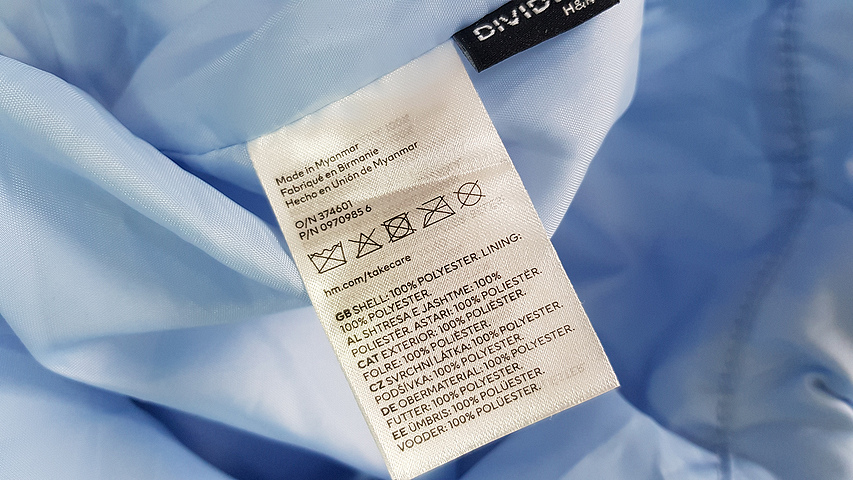 DIVID
H&M
Made in Myanmar
Fabriqué en Birmanie
Hecho en Unión de Myanmar
O/N 374601
P/N 0970985 6
hm.com/takecare
GB SHELL: 100% POLYESTER. LINING:
100% POLYESTER.
AL SHTRESA E JASHTME: 100%
POLIESTËR. ASTARI: 100% POLIESTËR.
CAT EXTERIOR: 100% POLIÈSTER.
FOLRE: 100% POLIÈSTER.
CZ SVRCHNÍ LÁTKA: 100% POLYESTER.
PODŠÍVKA: 100% POLYESTER.
DE OBERMATERIAL: 100% POLYESTER.
FUTTER: 100% POLYESTER.
EE ÜMBRIS: 100% POLÜESTER.
VOODER: 100% POLÜESTER.